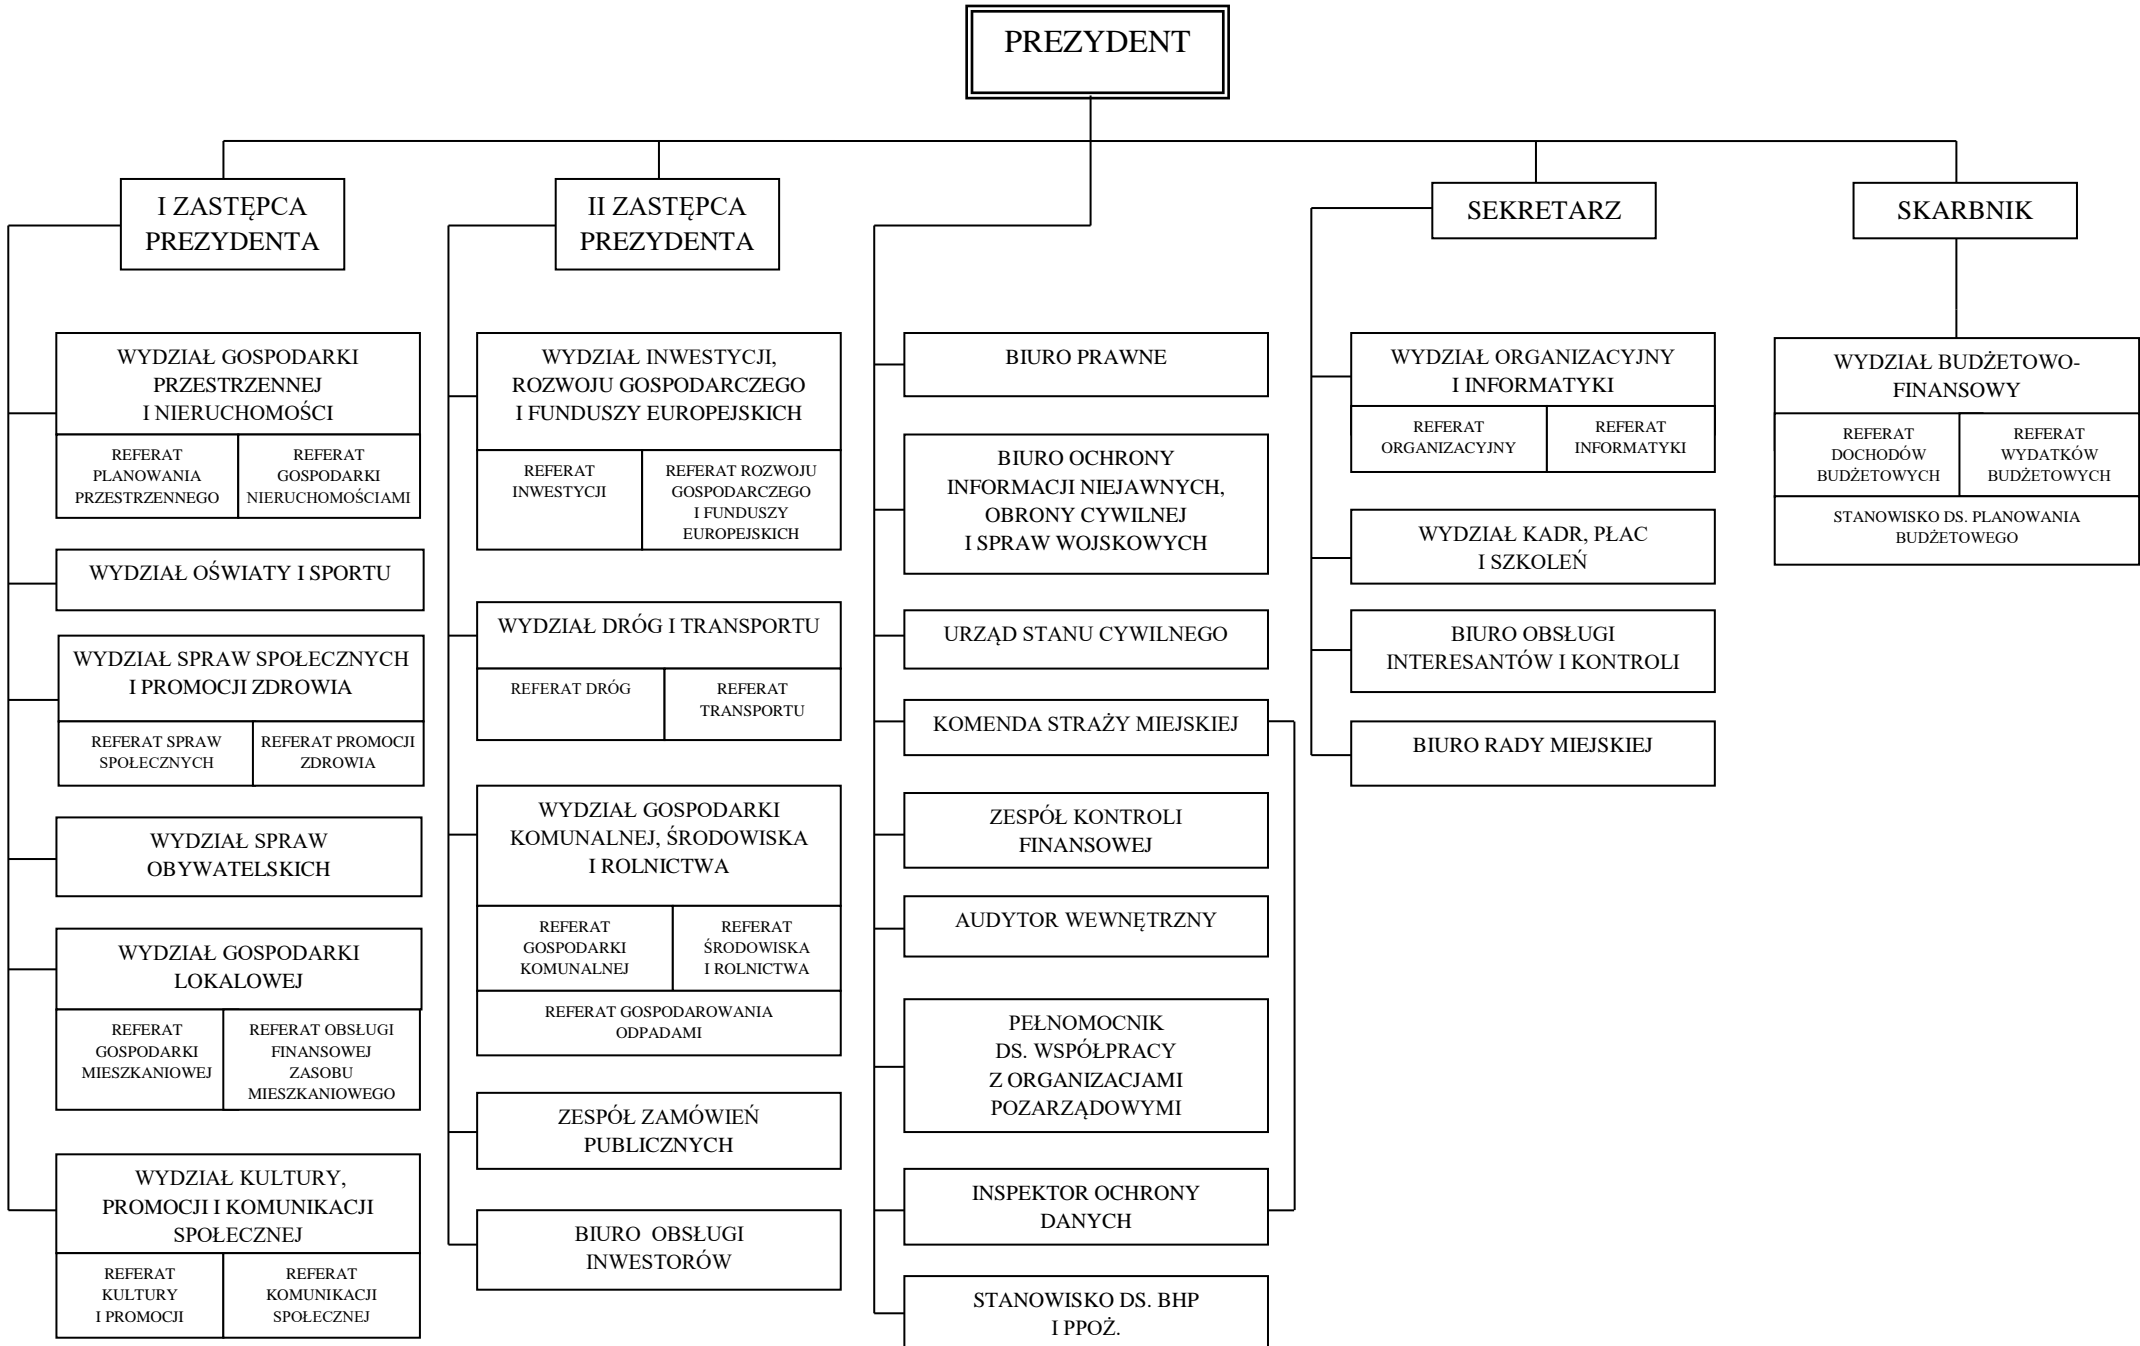 PREZYDENT
I ZASTĘPCA
PREZYDENTA
II ZASTĘPCA
PREZYDENTA
SEKRETARZ
SKARBNIK
WYDZIAŁ GOSPODARKI
PRZESTRZENNEJ
I NIERUCHOMOŚCI
REFERAT
PLANOWANIA
PRZESTRZENNEGO
REFERAT
GOSPODARKI
NIERUCHOMOŚCIAMI
WYDZIAŁ OŚWIATY I SPORTU
WYDZIAŁ SPRAW SPOŁECZNYCH
I PROMOCJI ZDROWIA
REFERAT SPRAW
SPOŁECZNYCH
REFERAT PROMOCJI
ZDROWIA
WYDZIAŁ SPRAW
OBYWATELSKICH
WYDZIAŁ GOSPODARKI
LOKALOWEJ
REFERAT
GOSPODARKI
MIESZKANIOWEJ
REFERAT OBSŁUGI
FINANSOWEJ
ZASOBU
MIESZKANIOWEGO
WYDZIAŁ KULTURY,
PROMOCJI I KOMUNIKACJI
SPOŁECZNEJ
REFERAT
KULTURY
I PROMOCJI
REFERAT
KOMUNIKACJI
SPOŁECZNEJ
WYDZIAŁ INWESTYCJI,
ROZWOJU GOSPODARCZEGO
I FUNDUSZY EUROPEJSKICH
REFERAT
INWESTYCJI
REFERAT ROZWOJU
GOSPODARCZEGO
I FUNDUSZY
EUROPEJSKICH
WYDZIAŁ DRÓG I TRANSPORTU
REFERAT DRÓG
REFERAT
TRANSPORTU
WYDZIAŁ GOSPODARKI
KOMUNALNEJ, ŚRODOWISKA
I ROLNICTWA
REFERAT
GOSPODARKI
KOMUNALNEJ
REFERAT
ŚRODOWISKA
I ROLNICTWA
REFERAT GOSPODAROWANIA
ODPADAMI
ZESPÓŁ ZAMÓWIEŃ
PUBLICZNYCH
BIURO OBSŁUGI
INWESTORÓW
BIURO PRAWNE
BIURO OCHRONY
INFORMACJI NIEJAWNYCH,
OBRONY CYWILNEJ
I SPRAW WOJSKOWYCH
URZĄD STANU CYWILNEGO
KOMENDA STRAŻY MIEJSKIEJ
ZESPÓŁ KONTROLI
FINANSOWEJ
AUDYTOR WEWNĘTRZNY
PEŁNOMOCNIK
DS. WSPÓŁPRACY
Z ORGANIZACJAMI
POZARZĄDOWYMI
INSPEKTOR OCHRONY
DANYCH
STANOWISKO DS. BHP
I PPOŻ.
WYDZIAŁ ORGANIZACYJNY
I INFORMATYKI
REFERAT
ORGANIZACYJNY
REFERAT
INFORMATYKI
WYDZIAŁ KADR, PŁAC
I SZKOLEŃ
BIURO OBSŁUGI
INTERESANTÓW I KONTROLI
BIURO RADY MIEJSKIEJ
WYDZIAŁ BUDŻETOWO-
FINANSOWY
REFERAT
DOCHODÓW
BUDŻETOWYCH
REFERAT
WYDATKÓW
BUDŻETOWYCH
STANOWISKO DS. PLANOWANIA
BUDŻETOWEGO